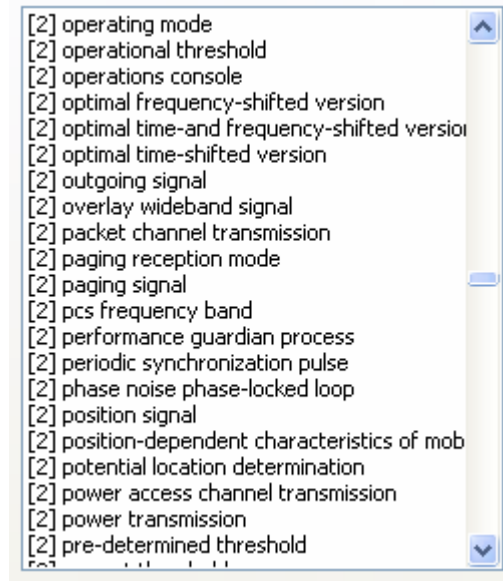 [2] operating mode
[2] operational threshold
[2] operations console
[2] optimal frequency-shifted version
[2] optimal time-and frequency-shifted version
[2] optimal time-shifted version
[2] outgoing signal
[2] overlay wideband signal
[2] packet channel transmission
[2] paging reception mode
[2] paging signal
[2] pcs frequency band
[2] performance guardian process
[2] periodic synchronization pulse
[2] phase noise phase-locked loop
[2] position signal
[2] position-dependent characteristics of mob
[2] potential location determination
[2] power access channel transmission
[2] power transmission
[2] pre-determined threshold